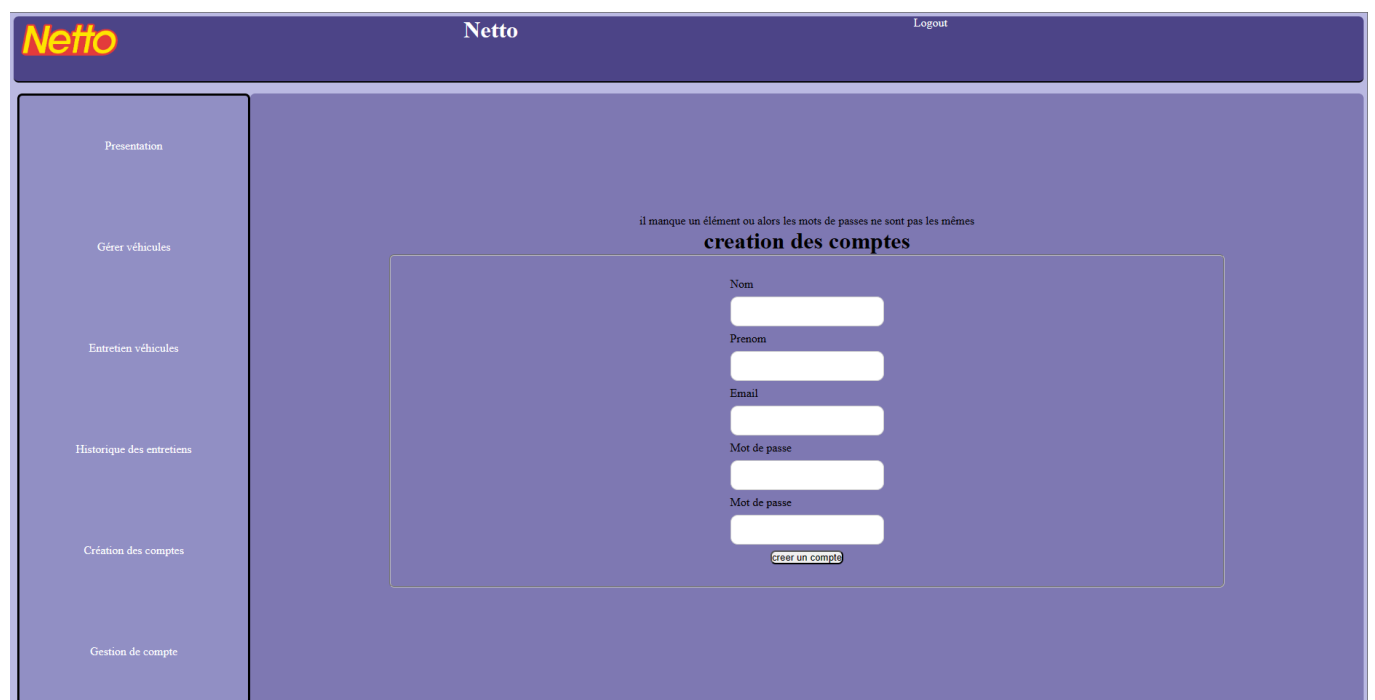 Netto
Netto
Logout
Presentation
Gérer véhicules
Entretien véhicules
Historique des entretiens
Création des comptes
Gestion de compte
il manque un élément ou alors les mots de passes ne sont pas les mêmes
creation des comptes
Nom
Prenom
Email
Mot de passe
Mot de passe
creer un compte